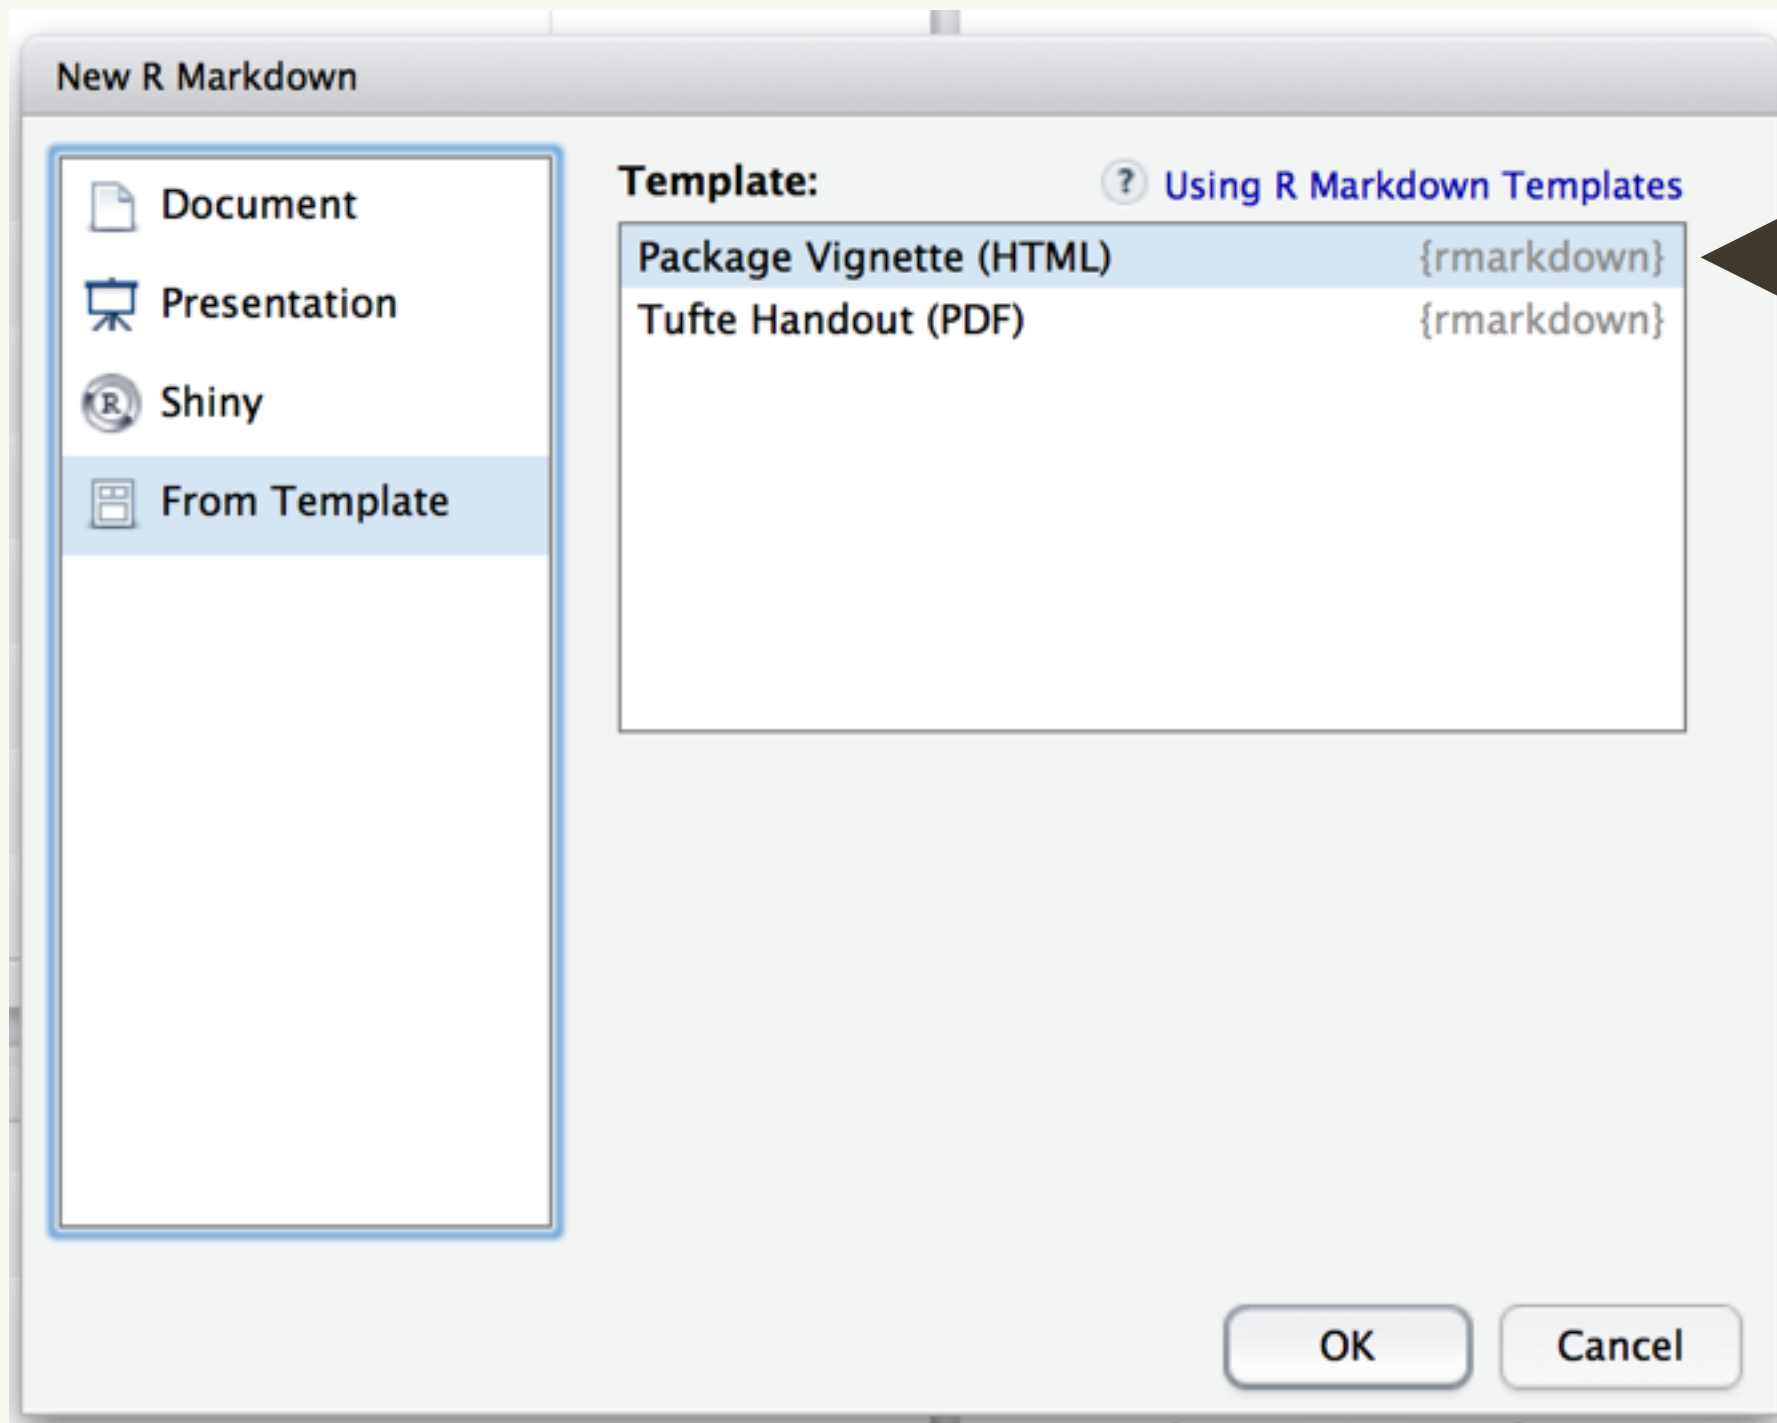 New R Markdown
Document
Presentation
R Shiny
From Template
Template:
? Using R Markdown Templates
Package Vignette (HTML) {rmarkdown}
Tufte Handout (PDF) {rmarkdown}
OK Cancel